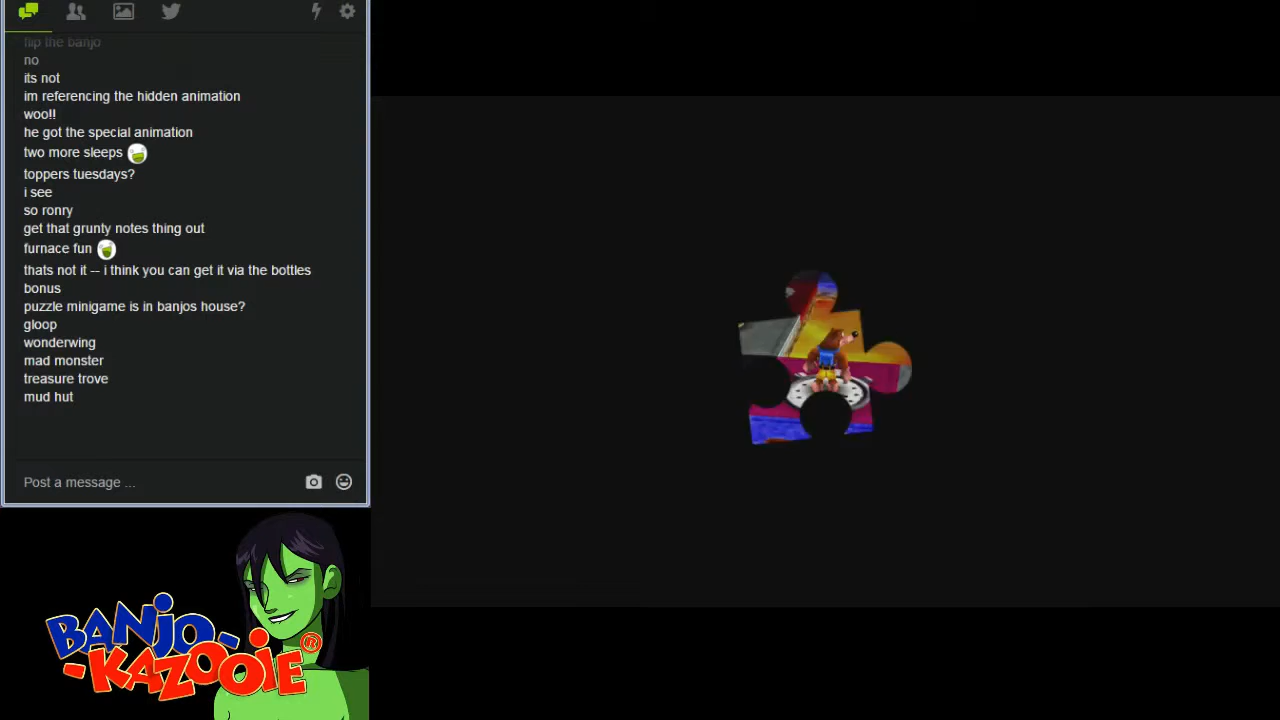 flip the banjo
no
its not
im referencing the hidden animation
woo!!
he got the special animation
two more sleeps
toppers tuesdays?
i see
so ronry
get that grunty notes thing out
furnace fun
thats not it -- i think you can get it via the bottles
bonus
puzzle minigame is in banjos house?
gloop
wonderwing
mad monster
treasure trove
mud hut
Post a message ...
BANJO-
-KAZOOIE®